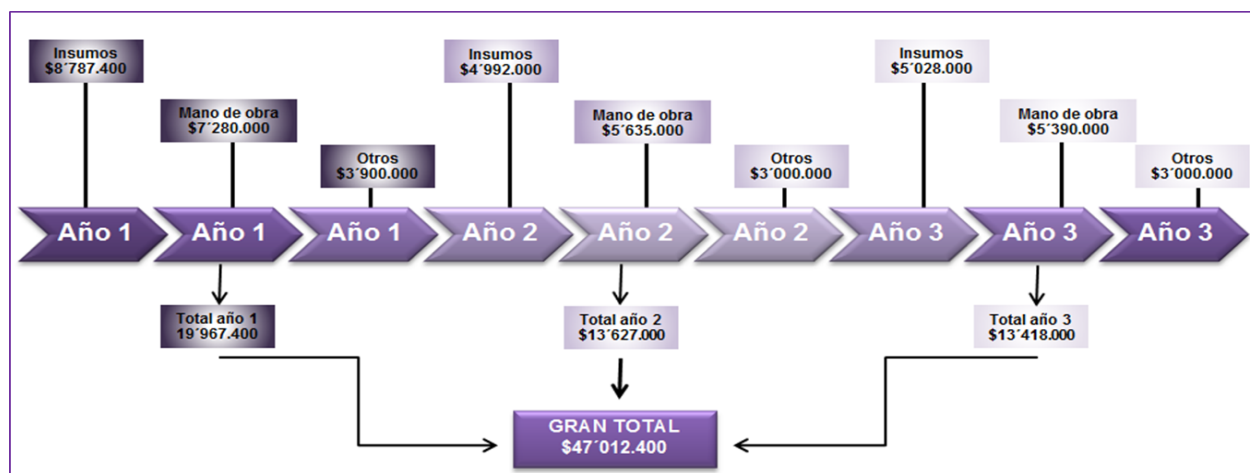 Insumos
$8´787.400
Mano de obra
$7´280.000
Otros
$3´900.000
Insumos
$4´992.000
Mano de obra
$5´635.000
Otros
$3´000.000
Insumos
$5´028.000
Mano de obra
$5´390.000
Otros
$3´000.000
Año 1
Año 1
Año 1
Año 2
Año 2
Año 2
Año 3
Año 3
Año 3
Total año 1
19´967.400
Total año 2
$13´627.000
Total año 3
$13´418.000
GRAN TOTAL
$47´012.400